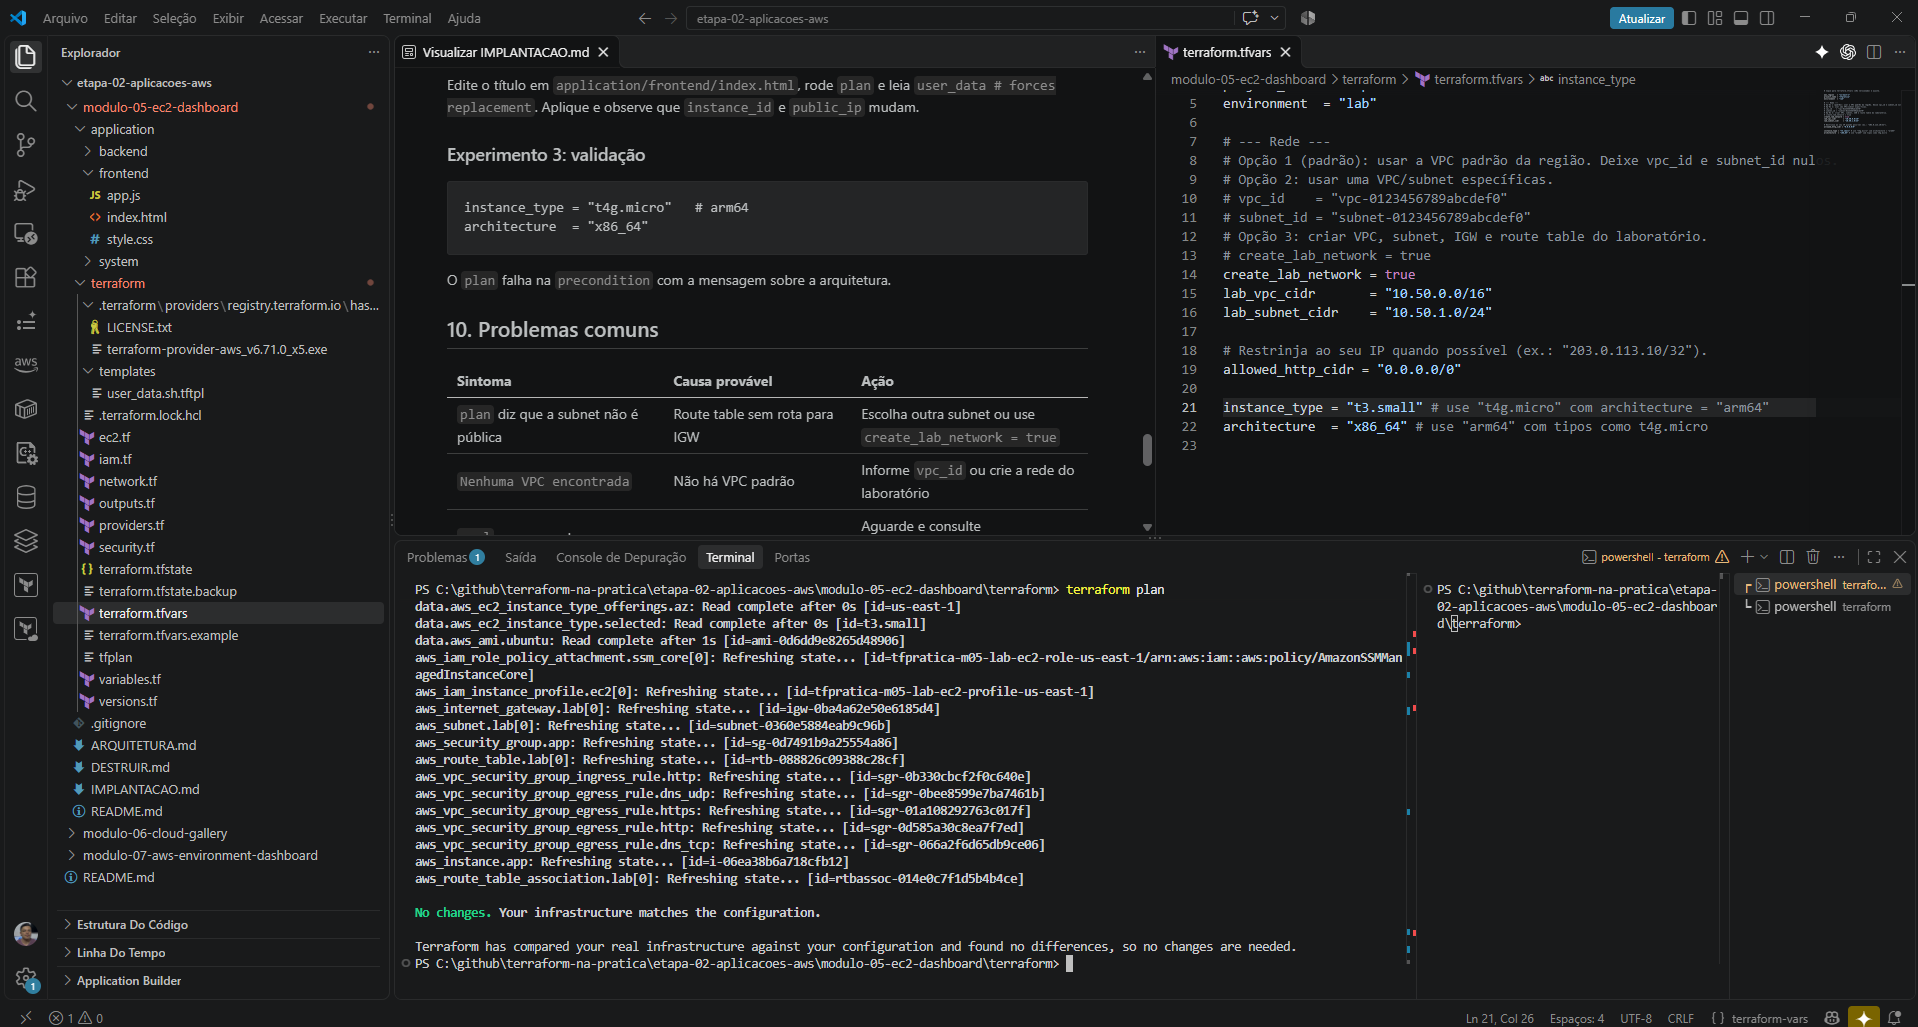 Arquivo Editar Seleção Exibir Acessar Executar Terminal Ajuda
etapa-02-aplicacoes-aws
Atualizar
Explorador
etapa-02-aplicacoes-aws
modulo-05-ec2-dashboard
application
backend
frontend
JS app.js
<> index.html
# style.css
system
terraform
.terraform\providers\registry.terraform.io\has...
LICENSE.txt
terraform-provider-aws_v6.71.0_x5.exe
templates
user_data.sh.tftpl
.terraform.lock.hcl
ec2.tf
iam.tf
network.tf
outputs.tf
providers.tf
security.tf
{} terraform.tfstate
terraform.tfstate.backup
terraform.tfvars
terraform.tfvars.example
tfplan
variables.tf
versions.tf
.gitignore
ARQUITETURA.md
DESTRUIR.md
IMPLANTACAO.md
README.md
modulo-06-cloud-gallery
modulo-07-aws-environment-dashboard
README.md
Estrutura Do Código
Linha Do Tempo
Application Builder
aws
1
Visualizar IMPLANTACAO.md
Edite o título em application/frontend/index.html, rode plan e leia user_data # forces
replacement. Aplique e observe que instance_id e public_ip mudam.
Experimento 3: validação
instance_type = "t4g.micro"   # arm64
architecture  = "x86_64"
O plan falha na precondition com a mensagem sobre a arquitetura.
10. Problemas comuns
Sintoma Causa provável Ação
plan diz que a subnet não é pública Route table sem rota para IGW Escolha outra subnet ou use create_lab_network = true
Nenhuma VPC encontrada Não há VPC padrão Informe vpc_id ou crie a rede do laboratório
Aguarde e consulte
terraform.tfvars
modulo-05-ec2-dashboard > terraform > terraform.tfvars > abc instance_type
5 environment  = "lab"
6
7 # --- Rede ---
8 # Opção 1 (padrão): usar a VPC padrão da região. Deixe vpc_id e subnet_id nulos.
9 # Opção 2: usar uma VPC/subnet específicas.
10 # vpc_id    = "vpc-0123456789abcdef0"
11 # subnet_id = "subnet-0123456789abcdef0"
12 # Opção 3: criar VPC, subnet, IGW e route table do laboratório.
13 # create_lab_network = true
14 create_lab_network = true
15 lab_vpc_cidr       = "10.50.0.0/16"
16 lab_subnet_cidr    = "10.50.1.0/24"
17
18 # Restrinja ao seu IP quando possível (ex.: "203.0.113.10/32").
19 allowed_http_cidr = "0.0.0.0/0"
20
21 instance_type = "t3.small" # use "t4g.micro" com architecture = "arm64"
22 architecture  = "x86_64" # use "arm64" com tipos como t4g.micro
23
Problemas 1 Saída Console de Depuração Terminal Portas
powershell - terraform
PS C:\github\terraform-na-pratica\etapa-02-aplicacoes-aws\modulo-05-ec2-dashboard\terraform> terraform plan
data.aws_ec2_instance_type_offerings.az: Read complete after 0s [id=us-east-1]
data.aws_ec2_instance_type.selected: Read complete after 0s [id=t3.small]
data.aws_ami.ubuntu: Read complete after 1s [id=ami-0d6dd9e8265d48906]
aws_iam_role_policy_attachment.ssm_core[0]: Refreshing state... [id=tfpratica-m05-lab-ec2-role-us-east-1/arn:aws:iam::aws:policy/AmazonSSMMan
agedInstanceCore]
aws_iam_instance_profile.ec2[0]: Refreshing state... [id=tfpratica-m05-lab-ec2-profile-us-east-1]
aws_internet_gateway.lab[0]: Refreshing state... [id=igw-0ba4a62e50e6185d4]
aws_subnet.lab[0]: Refreshing state... [id=subnet-0360e5884eab9c96b]
aws_security_group.app: Refreshing state... [id=sg-0d7491b9a25554a86]
aws_route_table.lab[0]: Refreshing state... [id=rtb-088826c09388c28cf]
aws_vpc_security_group_ingress_rule.http: Refreshing state... [id=sgr-0b330cbcf2f0c640e]
aws_vpc_security_group_egress_rule.dns_udp: Refreshing state... [id=sgr-0bee8599e7ba7461b]
aws_vpc_security_group_egress_rule.https: Refreshing state... [id=sgr-01a108292763c017f]
aws_vpc_security_group_egress_rule.http: Refreshing state... [id=sgr-0d585a30c8ea7f7ed]
aws_vpc_security_group_egress_rule.dns_tcp: Refreshing state... [id=sgr-066a2f6d65db9ce06]
aws_instance.app: Refreshing state... [id=i-06ea38b6a718cfb12]
aws_route_table_association.lab[0]: Refreshing state... [id=rtbassoc-014e0c7f1d5b4b4ce]
No changes. Your infrastructure matches the configuration.
Terraform has compared your real infrastructure against your configuration and found no differences, so no changes are needed.
PS C:\github\terraform-na-pratica\etapa-02-aplicacoes-aws\modulo-05-ec2-dashboard\terraform>
PS C:\github\terraform-na-pratica\etapa-
02-aplicacoes-aws\modulo-05-ec2-dashboar
d\terraform>
powershell terrafo...
powershell terraform
1 0
Ln 21, Col 26 Espaços: 4 UTF-8 CRLF {} terraform-vars